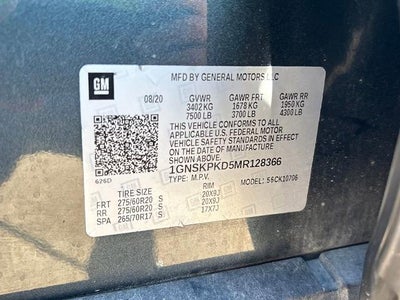 GM
MFD BY GENERAL MOTORS LLC
08/20 GVWR GAWR FRT GAWR RR
3402 KG 1678 KG 1950 KG
7500 LB 3700 LB 4300 LB
THIS VEHICLE CONFORMS TO ALL
APPLICABLE U.S. FEDERAL MOTOR
VEHICLE SAFETY STANDARDS IN EFFECT
ON THE DATE OF MANUFACTURE
SHOWN ABOVE.
1GNSKPKD5MR128366
TYPE: M.P.V. MODEL:
626D
TIRE SIZE RIM
FRT 275/60R20 S 20X9J
RR 275/60R20 S 20X9J
SPA 265/70R17 S 17X7J